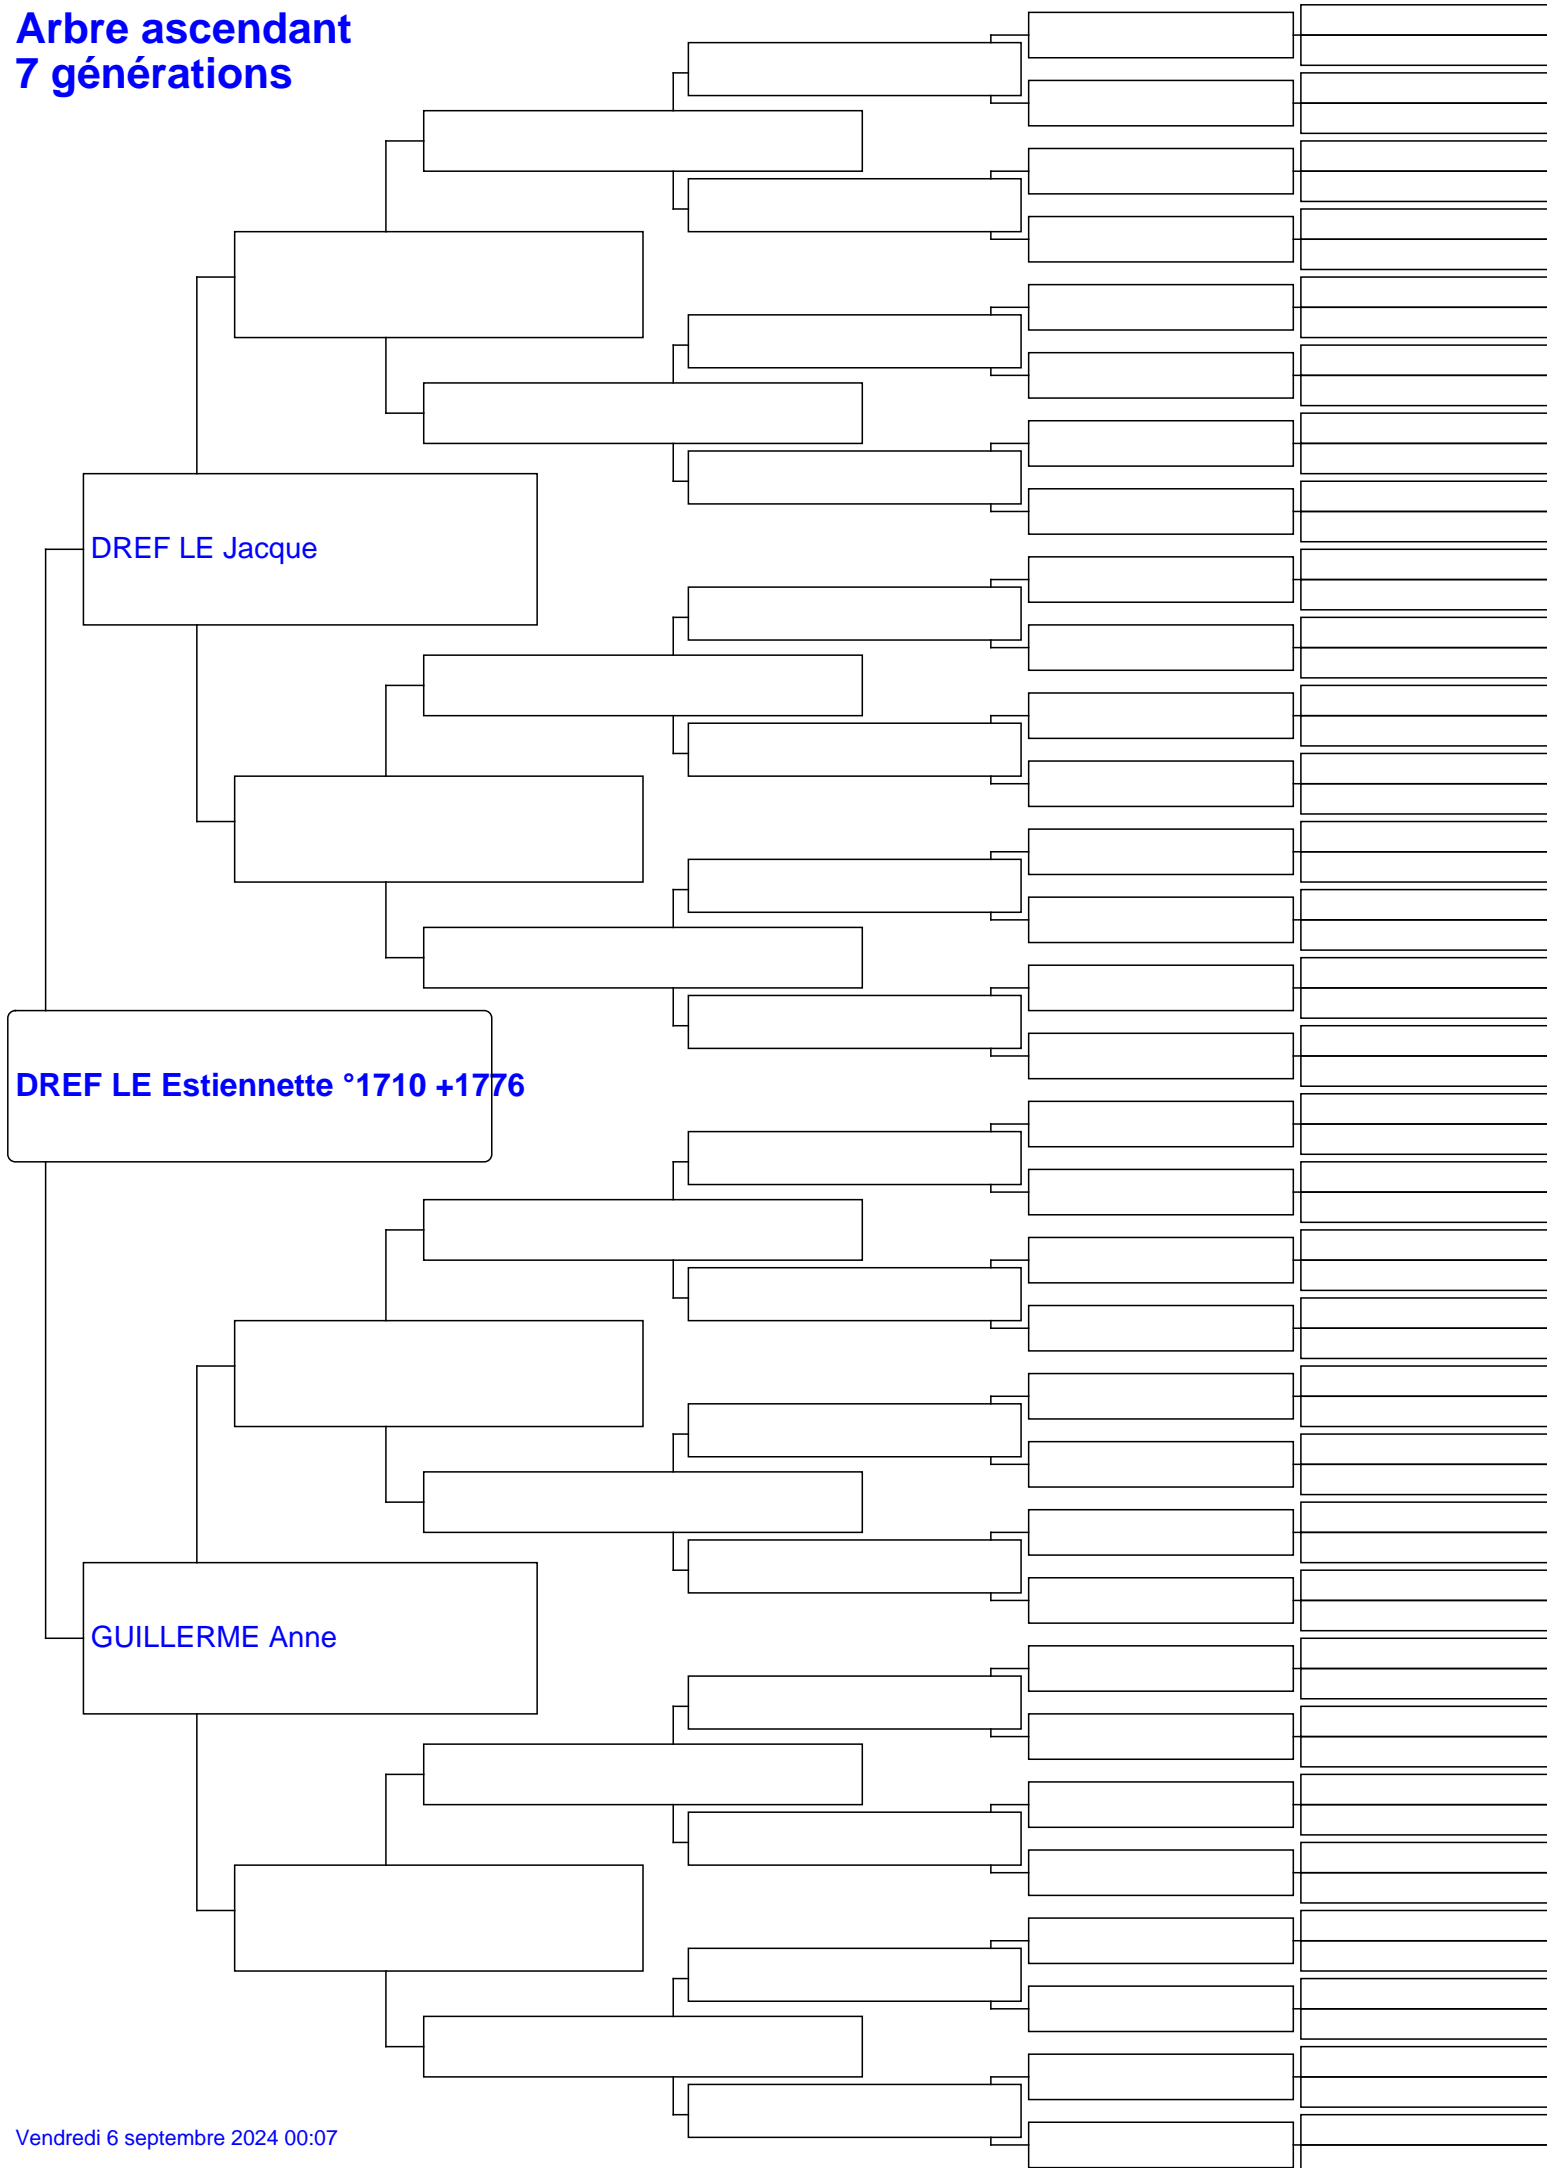 Arbre ascendant
7 générations
DREF LE Jacque
DREF LE Estiennette °1710 +1776
GUILLERME Anne
Vendredi 6 septembre 2024 00:07